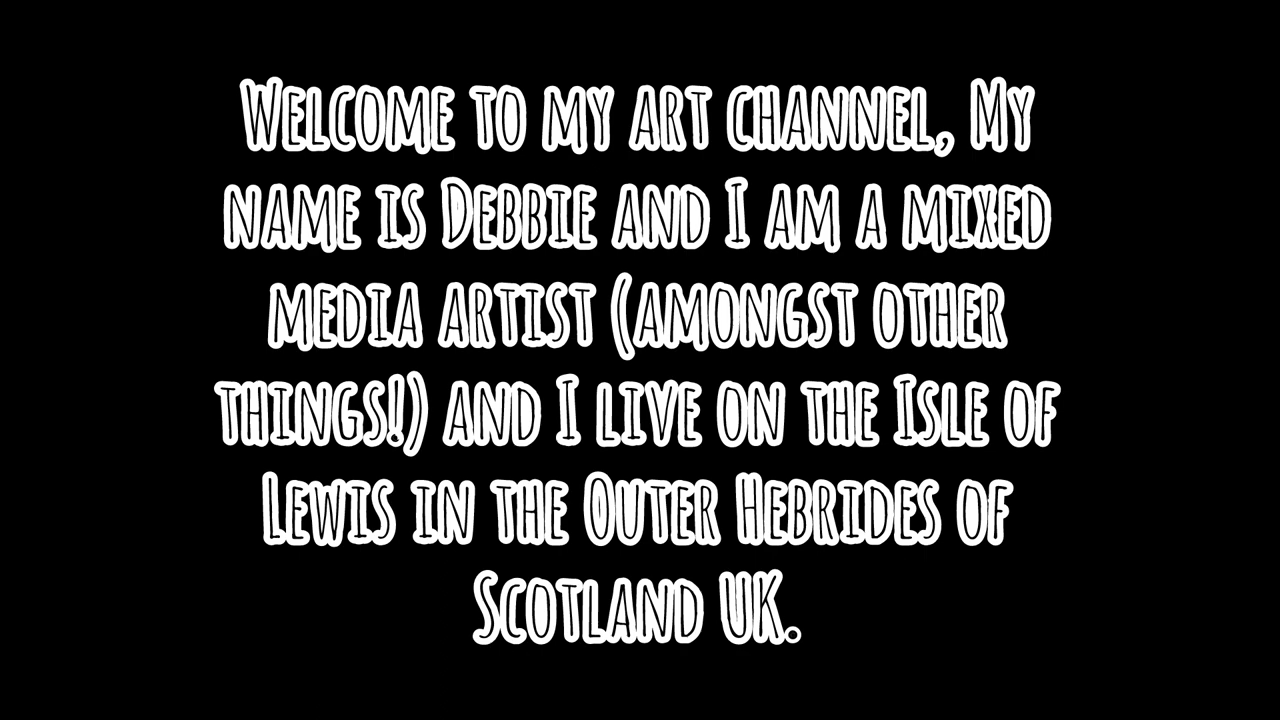 Welcome to my art channel, My
name is Debbie and I am a mixed
media artist (amongst other
things!) and I live on the Isle of
Lewis in the Outer Hebrides of
Scotland UK.